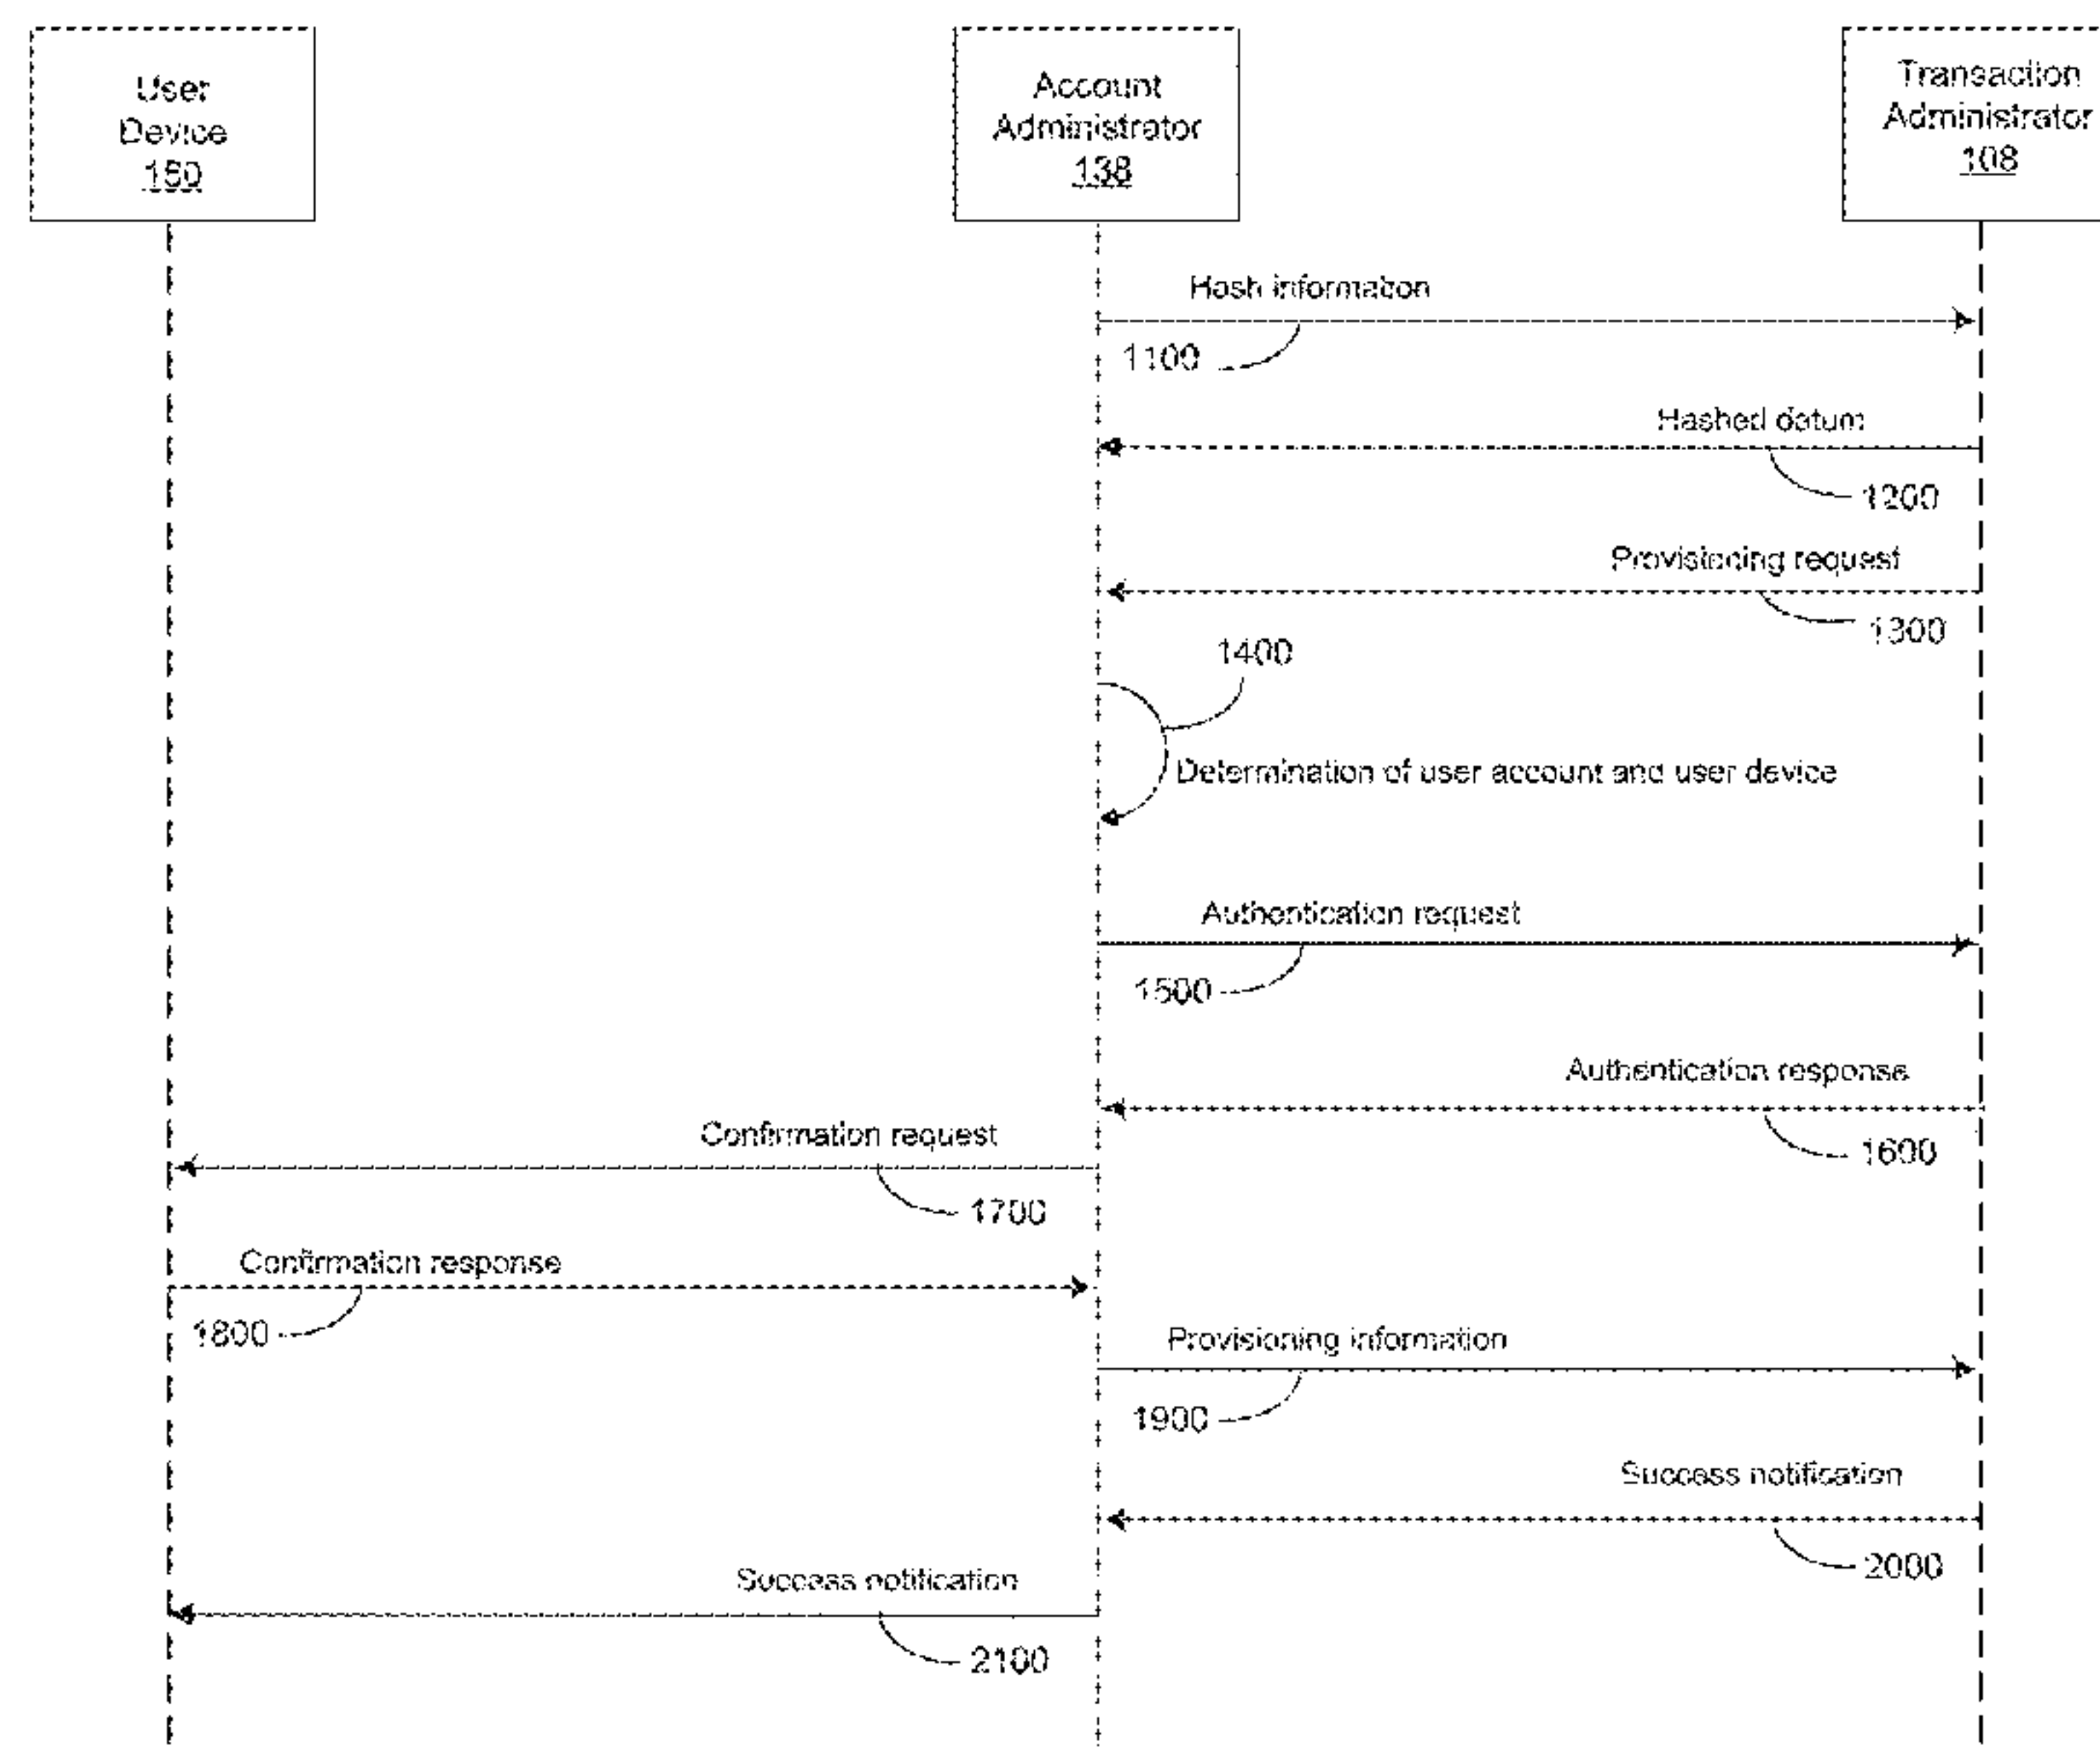 User
Device
150
Account
Administrator
138
Transaction
Administrator
108
Hash information
1100
Hashed datum
1200
Provisioning request
1300
1400
Determination of user account and user device
Authentication request
1500
Authentication response
1600
Confirmation request
1700
Confirmation response
1800
Provisioning information
1900
Success notification
2000
Success notification
2100